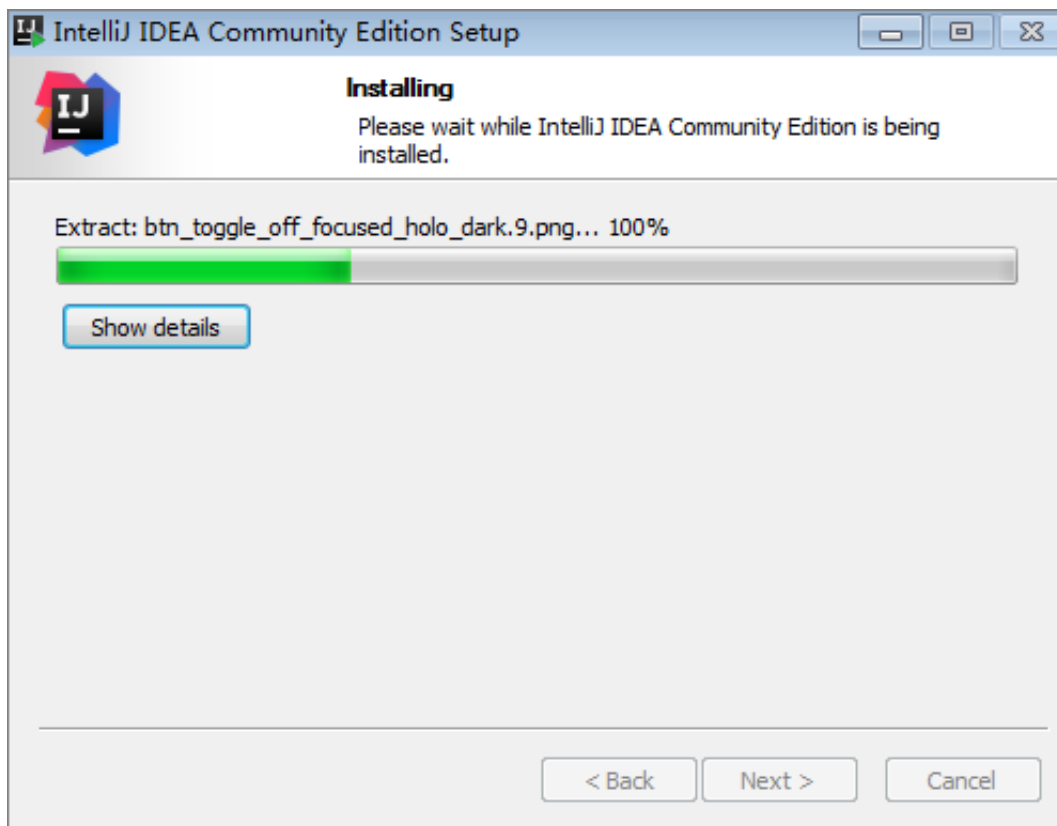 IntelliJ IDEA Community Edition Setup
IJ
Installing
Please wait while IntelliJ IDEA Community Edition is being
installed.
Extract: btn_toggle_off_focused_holo_dark.9.png... 100%
Show details
< Back
Next >
Cancel